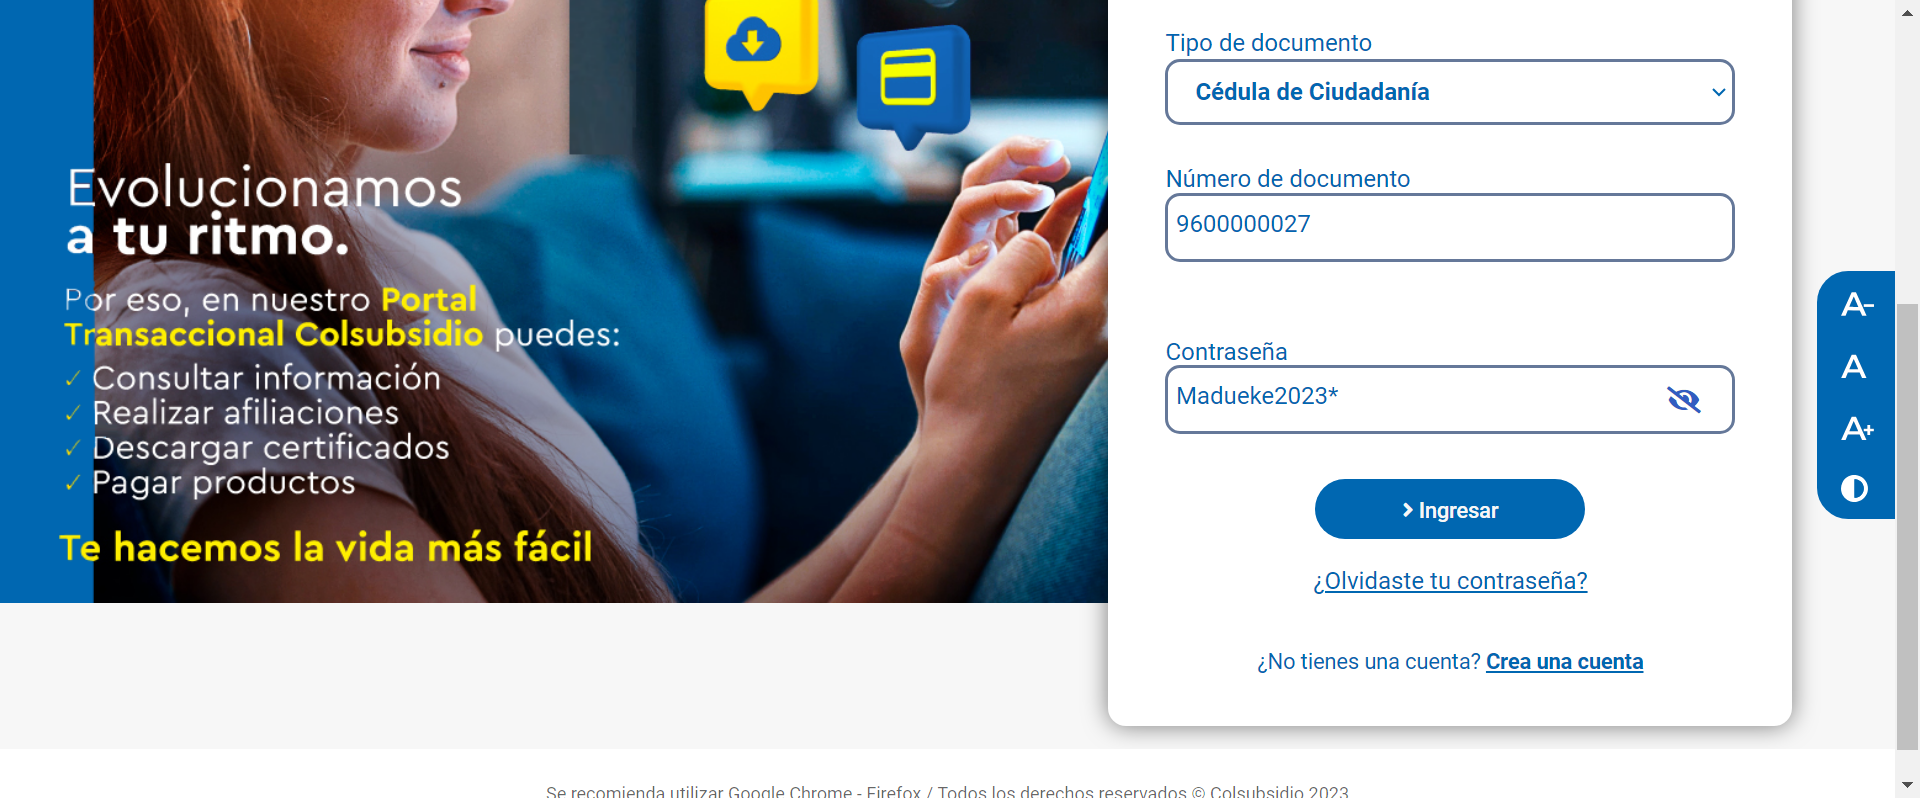 Evolucionamos
a tu ritmo.
Por eso, en nuestro Portal
Transaccional Colsubsidio puedes:
✓ Consultar información
✓ Realizar afiliaciones
✓ Descargar certificados
✓ Pagar productos
Te hacemos la vida más fácil
Tipo de documento
Cédula de Ciudadanía
Número de documento
9600000027
Contraseña
Madueke2023*
Ingresar
¿Olvidaste tu contraseña?
¿No tienes una cuenta? Crea una cuenta
A-
A
A+
Se recomienda utilizar Google Chrome - Firefox / Todos los derechos reservados © Colsubsidio 2023